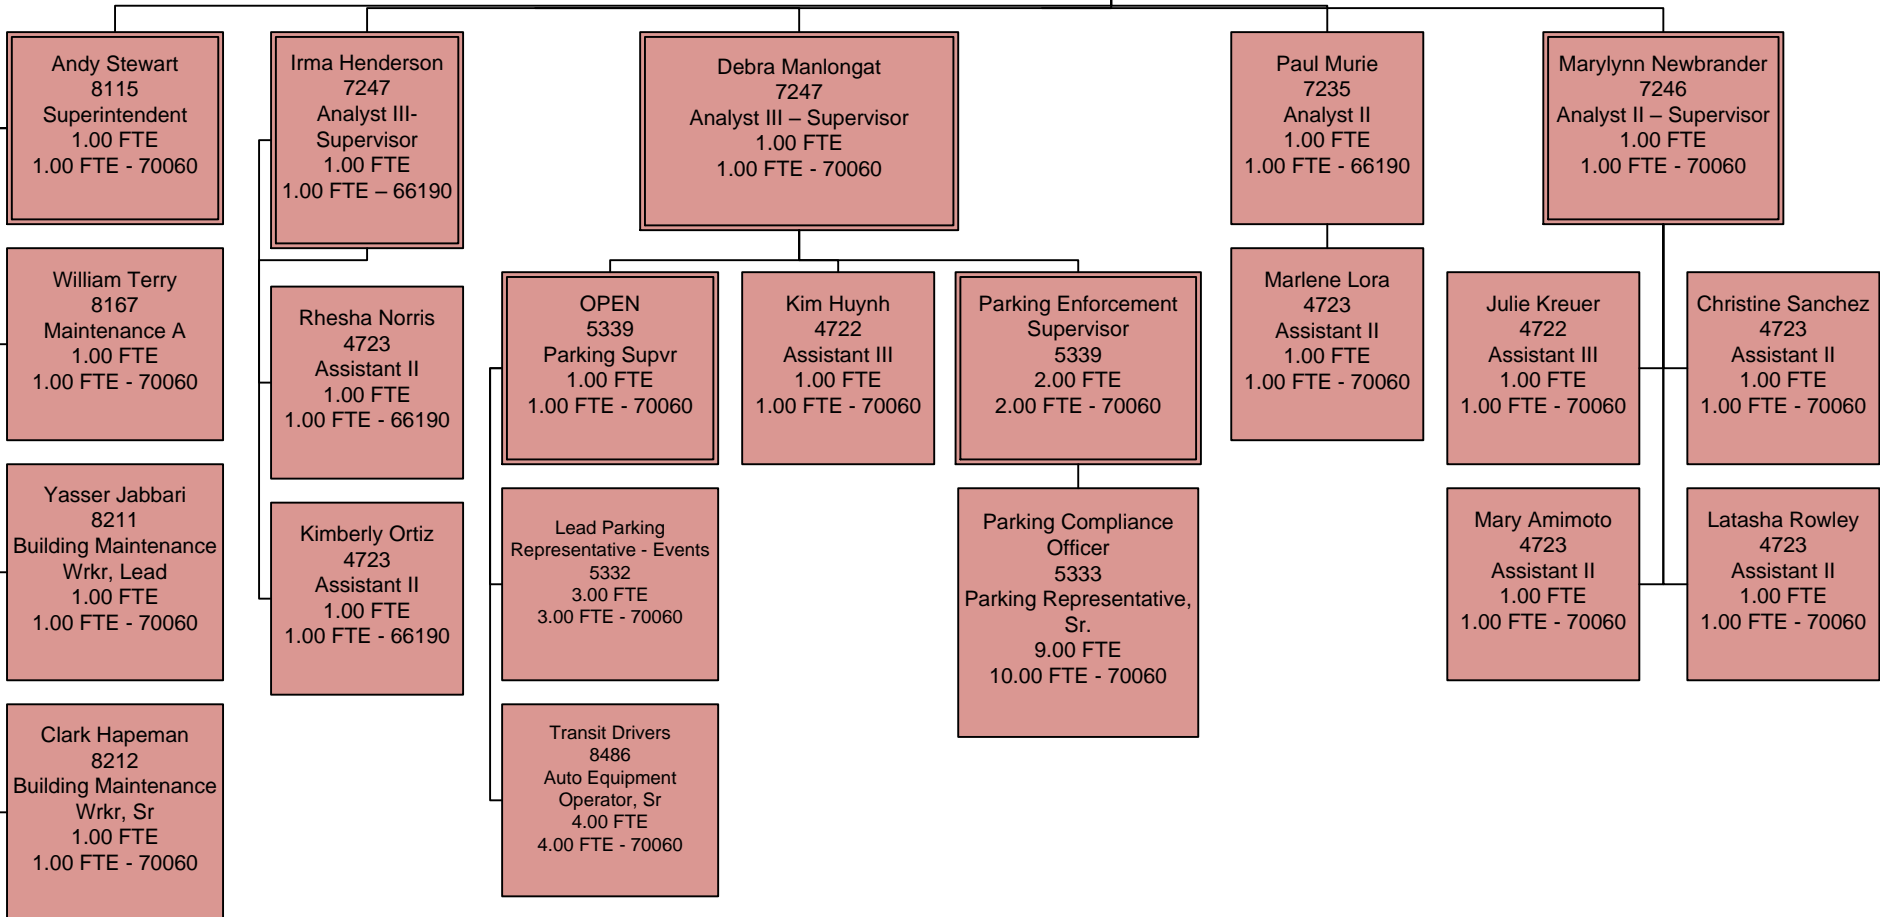 Andy Stewart
8115
Superintendent
1.00 FTE
1.00 FTE - 70060
William Terry
8167
Maintenance A
1.00 FTE
1.00 FTE - 70060
Yasser Jabbari
8211
Building Maintenance
Wrkr, Lead
1.00 FTE
1.00 FTE - 70060
Clark Hapeman
8212
Building Maintenance
Wrkr, Sr
1.00 FTE
1.00 FTE - 70060
Irma Henderson
7247
Analyst III-
Supervisor
1.00 FTE
1.00 FTE – 66190
Rhesha Norris
4723
Assistant II
1.00 FTE
1.00 FTE - 66190
Kimberly Ortiz
4723
Assistant II
1.00 FTE
1.00 FTE - 66190
Debra Manlongat
7247
Analyst III – Supervisor
1.00 FTE
1.00 FTE - 70060
OPEN
5339
Parking Supvr
1.00 FTE
1.00 FTE - 70060
Lead Parking
Representative - Events
5332
3.00 FTE
3.00 FTE - 70060
Transit Drivers
8486
Auto Equipment
Operator, Sr
4.00 FTE
4.00 FTE - 70060
Kim Huynh
4722
Assistant III
1.00 FTE
1.00 FTE - 70060
Parking Enforcement
Supervisor
5339
2.00 FTE
2.00 FTE - 70060
Parking Compliance
Officer
5333
Parking Representative,
Sr.
9.00 FTE
10.00 FTE - 70060
Paul Murie
7235
Analyst II
1.00 FTE
1.00 FTE - 66190
Marlene Lora
4723
Assistant II
1.00 FTE
1.00 FTE - 70060
Marylynn Newbrander
7246
Analyst II – Supervisor
1.00 FTE
1.00 FTE - 70060
Julie Kreuer
4722
Assistant III
1.00 FTE
1.00 FTE - 70060
Christine Sanchez
4723
Assistant II
1.00 FTE
1.00 FTE - 70060
Mary Amimoto
4723
Assistant II
1.00 FTE
1.00 FTE - 70060
Latasha Rowley
4723
Assistant II
1.00 FTE
1.00 FTE - 70060